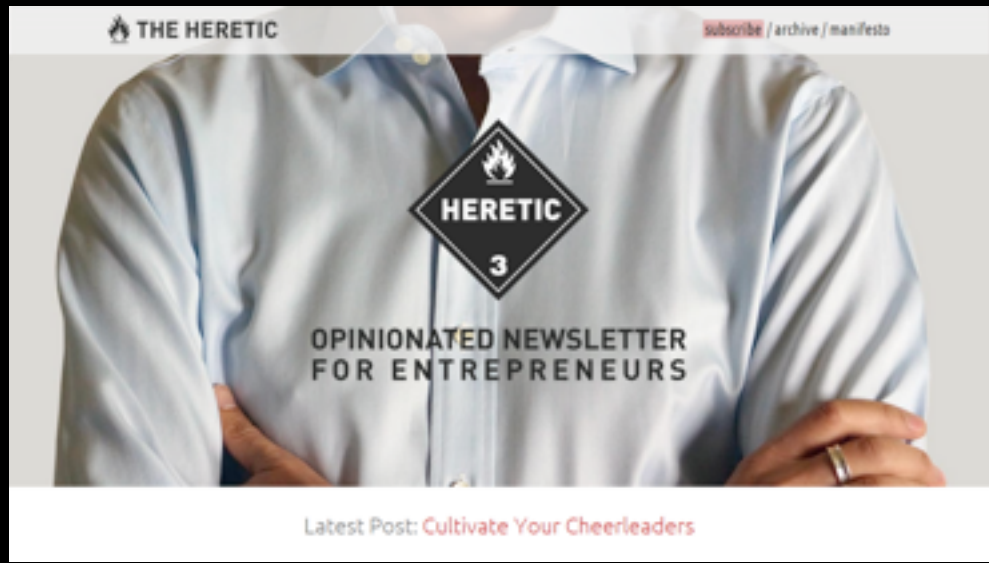 THE HERETIC
subscribe / archive / manifesto
HERETIC
3
OPINIONATED NEWSLETTER
FOR ENTREPRENEURS
Latest Post: Cultivate Your Cheerleaders